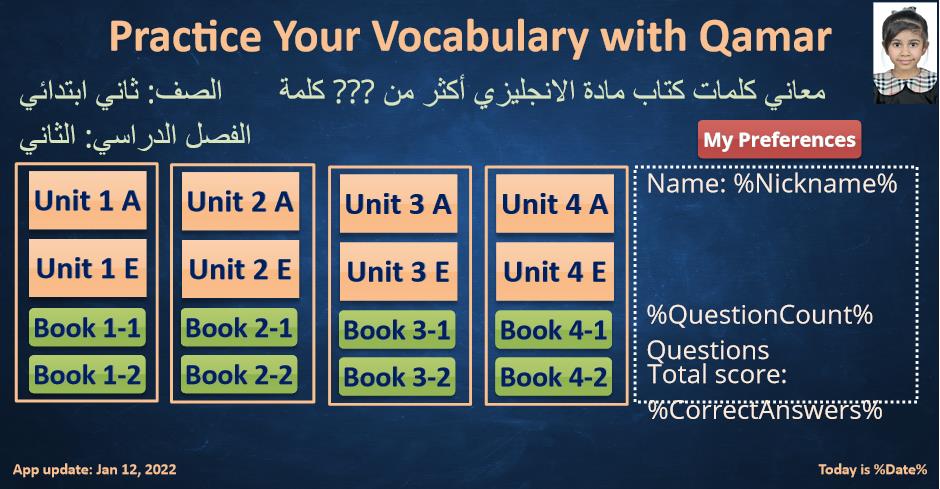 Practice Your Vocabulary with Qamar
معاني كلمات كتاب مادة الانجليزي أكثر من ??? كلمة
الصف: ثاني ابتدائي
الفصل الدراسي: الثاني
My Preferences
Unit 1 A
Unit 2 A
Unit 3 A
Unit 4 A
Unit 1 E
Unit 2 E
Unit 3 E
Unit 4 E
Book 1-1
Book 2-1
Book 3-1
Book 4-1
Book 1-2
Book 2-2
Book 3-2
Book 4-2
Name: %Nickname%
%QuestionCount%
Questions
Total score:
%CorrectAnswers%
App update: Jan 12, 2022
Today is %Date%